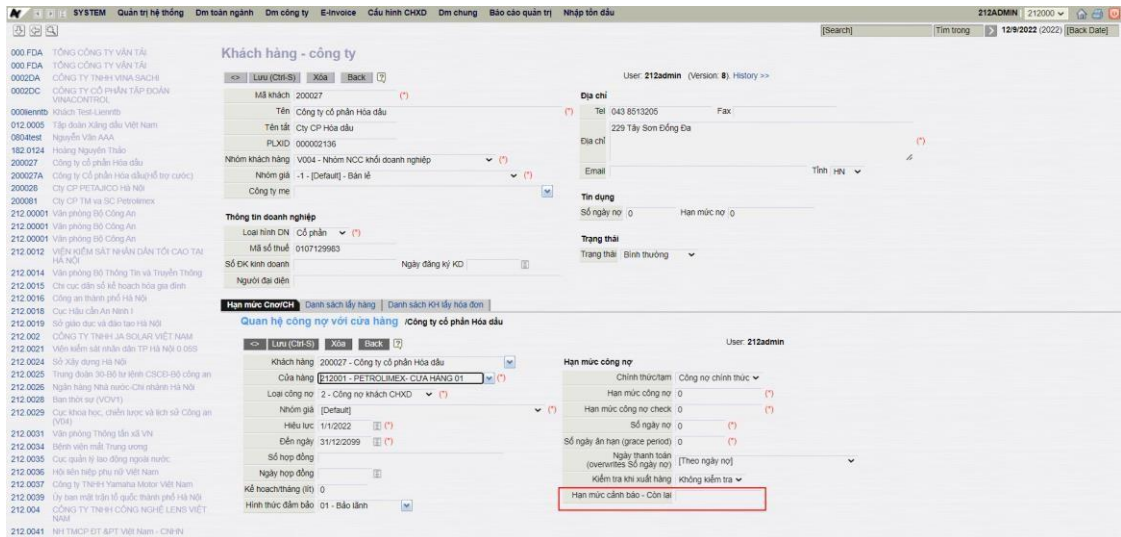 SYSTEM Quản trị hệ thống Dm toàn ngành Dm công ty E-Invoice Cấu hình CHXD Dm chung Báo cáo quản trị Nhập tồn đầu 212ADMIN 212000
[Search] Tìm trong 12/9/2022 (2022) [Back Date]
000.FDA TỔNG CÔNG TY VẬN TẢI
000.FDA TỔNG CÔNG TY VẬN TẢI
0002DA CÔNG TY TNHH VINA SACHI
0002DC CÔNG TY CỔ PHẦN TẬP ĐOÀN
VINACONTROL
000lienntb Khách Test-Lienntb
012.0005 Tập đoàn Xăng dầu Việt Nam
0804test Nguyễn Văn AAA
182.0124 Hoàng Nguyên Thảo
200027 Công ty cổ phần Hóa dầu
200027A Công ty cổ phần Hóa dầu(Hỗ trợ cước)
200028 Cty CP PETAJICO Hà Nội
200081 Cty CP TM và SC Petrolimex
212.00001 Văn phòng Bộ Công An
212.00001 Văn phòng Bộ Công An
212.00001 Văn phòng Bộ Công An
212.0012 VIỆN KIỂM SÁT NHÂN DÂN TỐI CAO TẠI
HÀ NỘI
212.0014 Văn phòng Bộ Thông Tin và Truyền Thông
212.0015 Chi cục dân số kế hoạch hóa gia đình
212.0016 Công an thành phố Hà Nội
212.0018 Cục Hậu cần An Ninh I
212.0019 Sở giáo dục và đào tạo Hà Nội
212.002 CÔNG TY TNHH JA SOLAR VIỆT NAM
212.0021 Viện kiểm sát nhân dân TP Hà Nội 0 059
212.0024 Sở Xây dựng Hà Nội
212.0025 Trung đoàn 30-Bộ tư lệnh CSCĐ-Bộ công an
212.0026 Ngân hàng Nhà nước-Chi nhánh Hà Nội
212.0028 Ban thời sự (VOV1)
212.0029 Cục khoa học, chiến lược và lịch sử Công an
(V04)
212.0031 Văn phòng Thông tấn xã VN
212.0034 Bệnh viện mắt Trung ương
212.0035 Cục quản lý lao động ngoài nước
212.0036 Hội liên hiệp phụ nữ Việt Nam
212.0037 Công ty TNHH Yamaha Motor Việt Nam
212.0039 Ủy ban mặt trận tổ quốc thành phố Hà Nội
212.004 CÔNG TY TNHH CÔNG NGHỆ LENS VIỆT
NAM
212.0041 NH TMCP ĐT &PT Việt Nam - CNHN
Khách hàng - công ty
<> Lưu (Ctrl-S) Xóa Back [?] User: 212admin (Version: 8). History >>
Mã khách 200027 (*)
Tên Công ty cổ phần Hóa dầu (*)
Tên tắt Cty CP Hóa dầu
PLXID 000002136
Nhóm khách hàng V004 - Nhóm NCC khối doanh nghiệp (*)
Nhóm giá -1 - [Default] - Bán lẻ (*)
Công ty mẹ
Địa chỉ
Tel 043 8513205 Fax
Địa chỉ 229 Tây Sơn Đống Đa (*)
Email Tỉnh HN
Tín dụng
Số ngày nợ 0 Hạn mức nợ 0
Thông tin doanh nghiệp
Loại hình DN Cổ phần (*)
Mã số thuế 0107129983
Số ĐK kinh doanh Ngày đăng ký KD
Người đại diện
Trạng thái
Trạng thái Bình thường
Hạn mức Cnợ/CH Danh sách lấy hàng Danh sách KH lấy hóa đơn
Quan hệ công nợ với cửa hàng /Công ty cổ phần Hóa dầu
<> Lưu (Ctrl-S) Xóa Back [?] User: 212admin
Khách hàng 200027 - Công ty cổ phần Hóa dầu
Cửa hàng 212001 - PETROLIMEX- CỬA HÀNG 01 (*)
Loại công nợ 2 - Công nợ khách CHXD (*)
Nhóm giá [Default] (*)
Hiệu lực 1/1/2022 (*)
Đến ngày 31/12/2099 (*)
Số hợp đồng
Ngày hợp đồng
Kế hoạch/tháng (lít) 0
Hình thức đảm bảo 01 - Bảo lãnh
Hạn mức công nợ
Chính thức/tạm Công nợ chính thức
Hạn mức công nợ 0 (*)
Hạn mức công nợ check 0 (*)
Số ngày nợ 0 (*)
Số ngày ân hạn (grace period) 0 (*)
Ngày thanh toán
(overwrites Số ngày nợ) [Theo ngày nợ]
Kiểm tra khi xuất hàng Không kiểm tra
Hạn mức cảnh báo - Còn lại